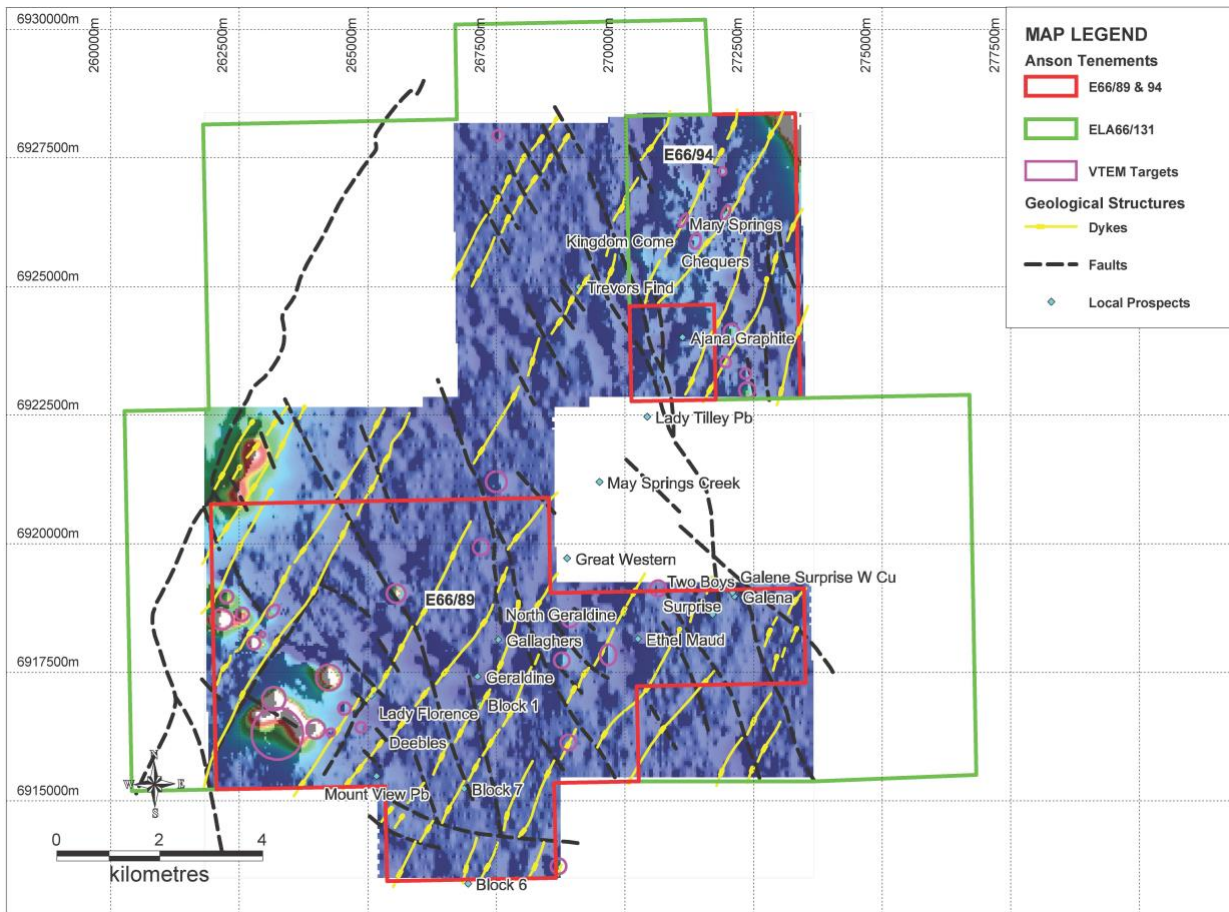 6930000m
6927500m
6925000m
6922500m
6920000m
6917500m
6915000m
260000m
262500m
265000m
267500m
270000m
272500m
275000m
277500m
MAP LEGEND
Anson Tenements
E66/89 & 94
ELA66/131
VTEM Targets
Geological Structures
Dykes
Faults
Local Prospects
E66/94
Mary Springs
Kingdom Come
Chequers
Trevors Find
Ajana Graphite
Lady Tilley Pb
May Springs Creek
Great Western
Two Boys
Galene Surprise W Cu
Galena
Surprise
E66/89
North Geraldine
Gallaghers
Ethel Maud
Geraldine
Block 1
Lady Florence
Deebles
Mount View Pb
Block 7
Block 6
N
W
E
S
0 2 4
kilometres